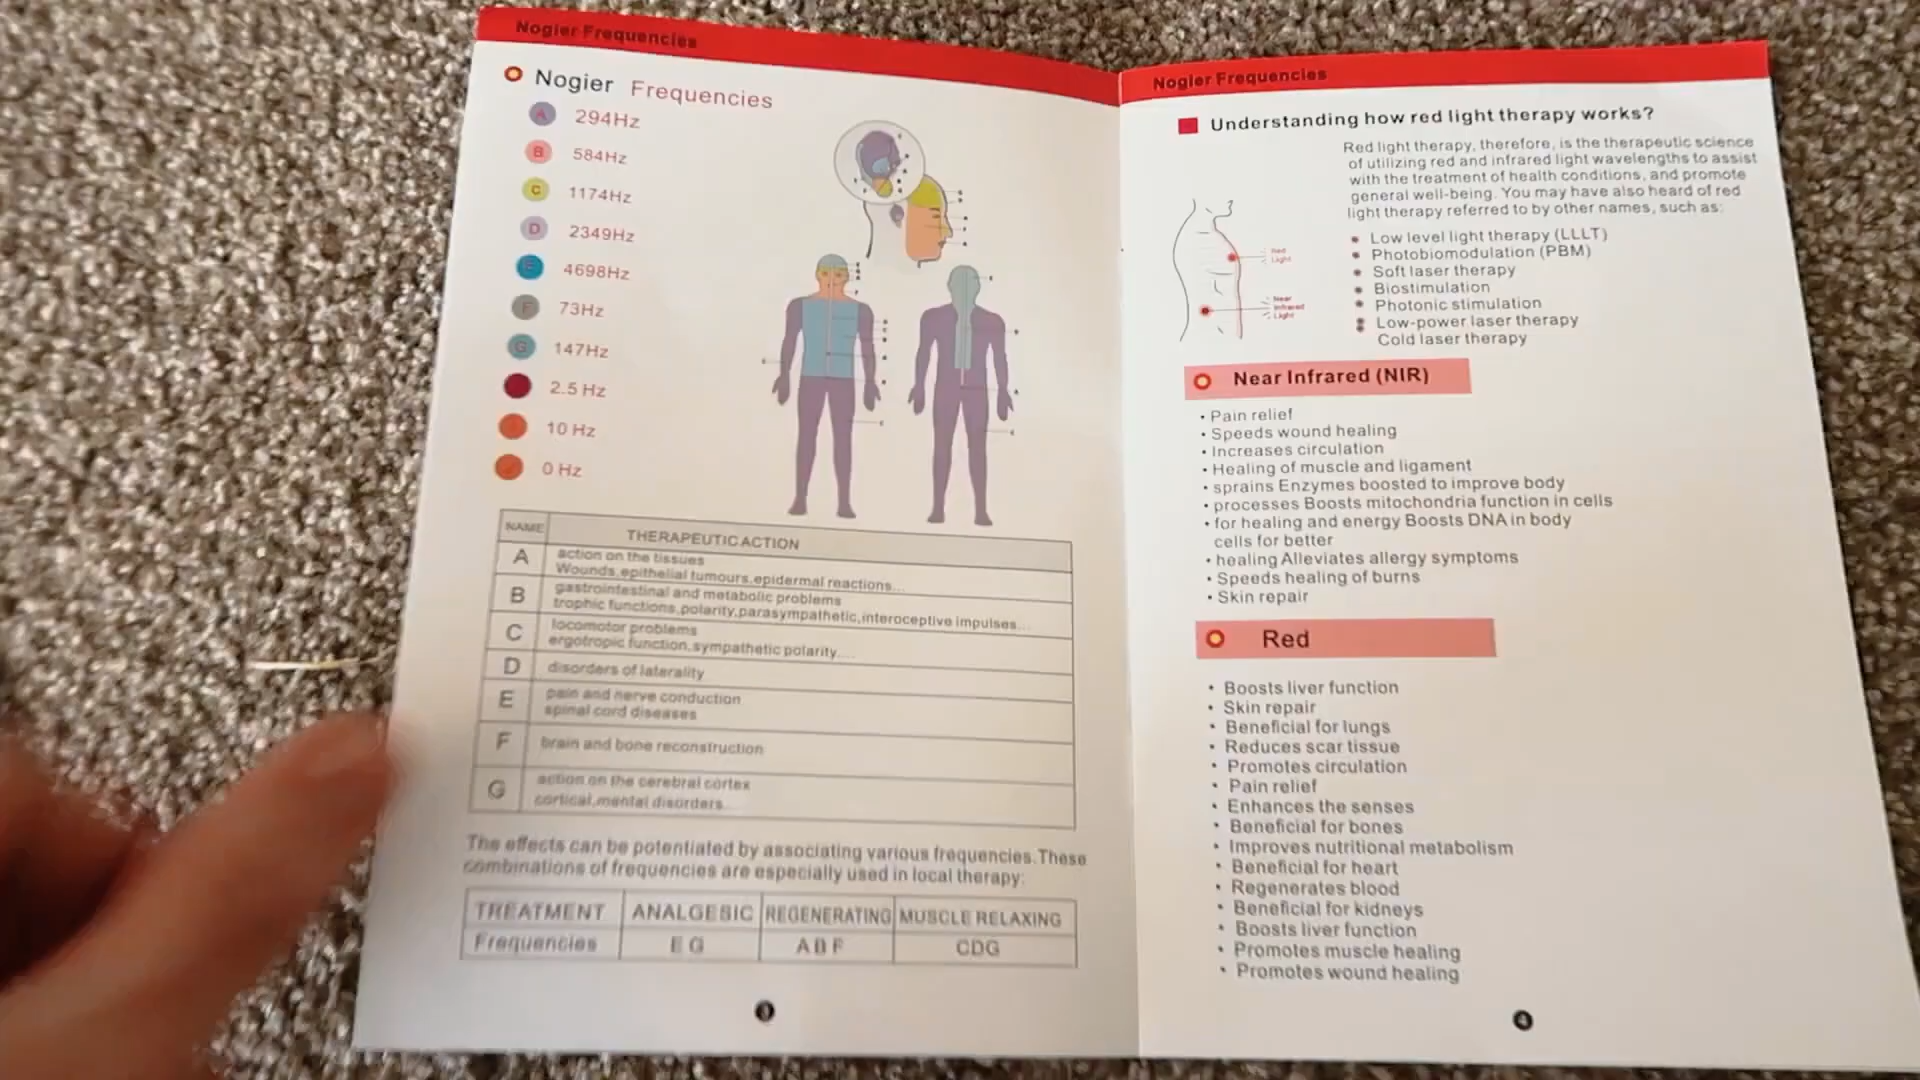 Nogier Frequencies
Nogier Frequencies
A 294Hz
B 584Hz
C 1174Hz
D 2349Hz
E 4698Hz
F 73Hz
G 147Hz
2.5 Hz
10 Hz
0 Hz
NAME THERAPEUTIC ACTION
A action on the tissues
Wounds,epithelial tumours,epidermal reactions...
B gastrointestinal and metabolic problems
trophic functions,polarity,parasympathetic,interoceptive impulses...
C locomotor problems
ergotropic function,sympathetic polarity....
D disorders of laterality
E pain and nerve conduction
spinal cord diseases
F brain and bone reconstruction
G action on the cerebral cortex
cortical,mental disorders...
The effects can be potentiated by associating various frequencies.These
combinations of frequencies are especially used in local therapy:
TREATMENT ANALGESIC REGENERATING MUSCLE RELAXING
Frequencies E G A B F CDG
3
Nogier Frequencies
Understanding how red light therapy works?
Red light therapy, therefore, is the therapeutic science
of utilizing red and infrared light wavelengths to assist
with the treatment of health conditions, and promote
general well-being. You may have also heard of red
light therapy referred to by other names, such as:
Red
Light
Near
Infrared
Light
• Low level light therapy (LLLT)
• Photobiomodulation (PBM)
• Soft laser therapy
• Biostimulation
• Photonic stimulation
• Low-power laser therapy
• Cold laser therapy
Near Infrared (NIR)
• Pain relief
• Speeds wound healing
• Increases circulation
• Healing of muscle and ligament
• sprains Enzymes boosted to improve body
• processes Boosts mitochondria function in cells
• for healing and energy Boosts DNA in body
cells for better
• healing Alleviates allergy symptoms
• Speeds healing of burns
• Skin repair
Red
• Boosts liver function
• Skin repair
• Beneficial for lungs
• Reduces scar tissue
• Promotes circulation
• Pain relief
• Enhances the senses
• Beneficial for bones
• Improves nutritional metabolism
• Beneficial for heart
• Regenerates blood
• Beneficial for kidneys
• Boosts liver function
• Promotes muscle healing
• Promotes wound healing
4